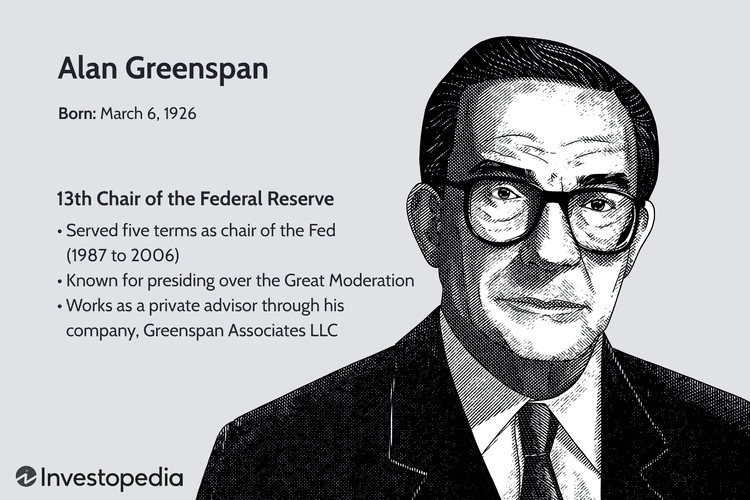 Alan Greenspan
Born: March 6, 1926
13th Chair of the Federal Reserve
• Served five terms as chair of the Fed
(1987 to 2006)
• Known for presiding over the Great Moderation
• Works as a private advisor through his
company, Greenspan Associates LLC
Investopedia